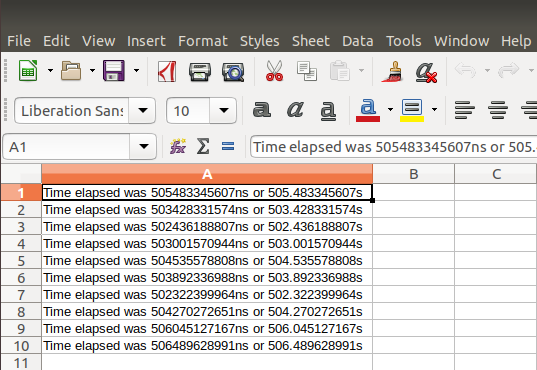 File Edit View Insert Format Styles Sheet Data Tools Window Help
Liberation Sans 10 a a a a
A1 fx Σ = Time elapsed was 505483345607ns or 505.
A B C
1 Time elapsed was 505483345607ns or 505.483345607s
2 Time elapsed was 503428331574ns or 503.428331574s
3 Time elapsed was 502436188807ns or 502.436188807s
4 Time elapsed was 503001570944ns or 503.001570944s
5 Time elapsed was 504535578808ns or 504.535578808s
6 Time elapsed was 503892336988ns or 503.892336988s
7 Time elapsed was 502322399964ns or 502.322399964s
8 Time elapsed was 504270272651ns or 504.270272651s
9 Time elapsed was 506045127167ns or 506.045127167s
10 Time elapsed was 506489628991ns or 506.489628991s
11